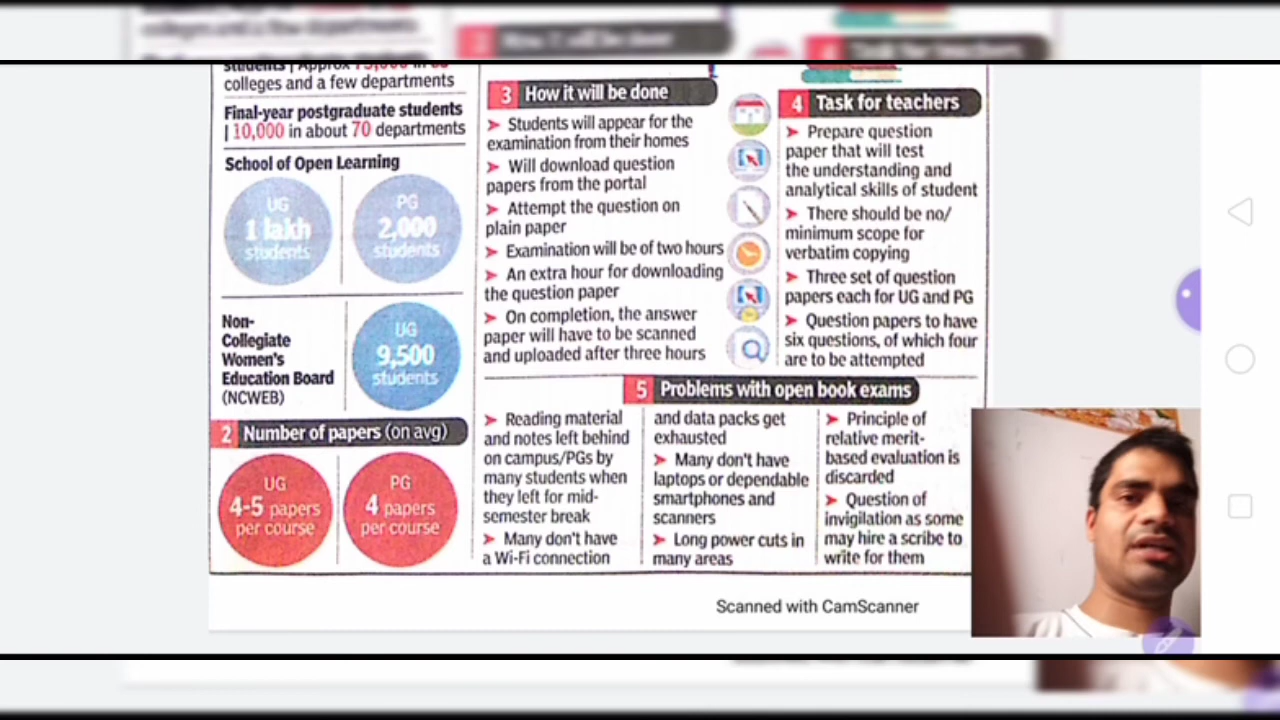 colleges and a few departments
Final-year postgraduate students
| 10,000 in about 70 departments
School of Open Learning
UG
1 lakh
students
PG
2,000
students
Non-
Collegiate
Women's
Education Board
(NCWEB)
UG
9,500
students
2 Number of papers (on avg)
UG
4-5 papers
per course
PG
4 papers
per course
3 How it will be done
➤ Students will appear for the
examination from their homes
➤ Will download question
papers from the portal
➤ Attempt the question on
plain paper
➤ Examination will be of two hours
➤ An extra hour for downloading
the question paper
➤ On completion, the answer
paper will have to be scanned
and uploaded after three hours
4 Task for teachers
➤ Prepare question
paper that will test
the understanding and
analytical skills of student
➤ There should be no/
minimum scope for
verbatim copying
➤ Three set of question
papers each for UG and PG
➤ Question papers to have
six questions, of which four
are to be attempted
5 Problems with open book exams
➤ Reading material
and notes left behind
on campus/PGs by
many students when
they left for mid-
semester break
➤ Many don't have
a Wi-Fi connection
and data packs get
exhausted
➤ Many don't have
laptops or dependable
smartphones and
scanners
➤ Long power cuts in
many areas
➤ Principle of
relative merit-
based evaluation is
discarded
➤ Question of
invigilation as some
may hire a scribe to
write for them
Scanned with CamScanner